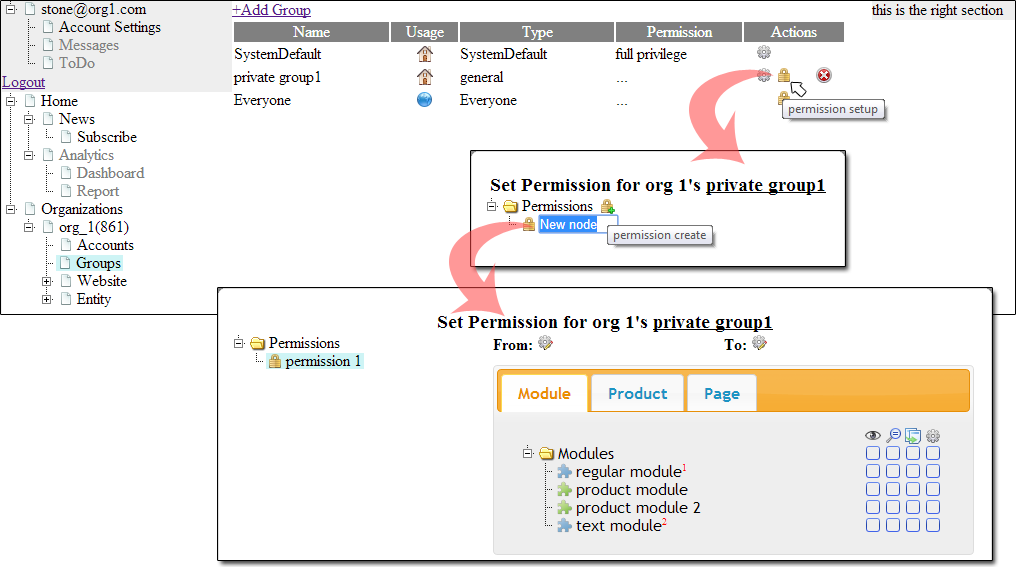 stone@org1.com
Account Settings
Messages
ToDo
Logout
Home
News
Subscribe
Analytics
Dashboard
Report
Organizations
org_1(861)
Accounts
Groups
Website
Entity
+Add Group
this is the right section
Name Usage Type Permission Actions
SystemDefault SystemDefault full privilege
private group1 general ...
Everyone Everyone ...
permission setup
Set Permission for org 1's private group1
Permissions
New node
permission create
Set Permission for org 1's private group1
From: To:
Permissions
permission 1
Module Product Page
Modules
regular module1
product module
product module 2
text module2